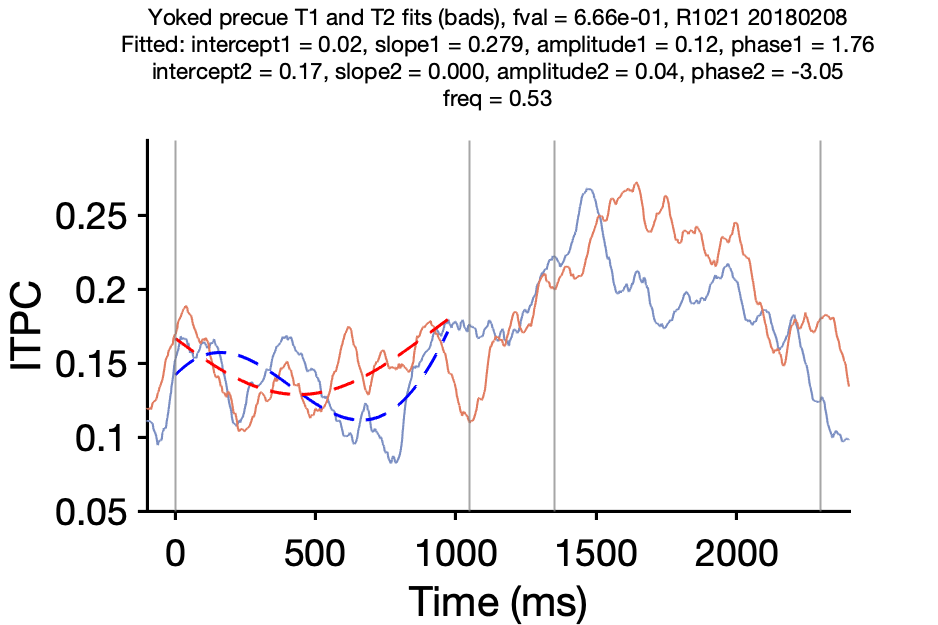 Yoked precue T1 and T2 fits (bads), fval = 6.66e-01, R1021 20180208
Fitted: intercept1 = 0.02, slope1 = 0.279, amplitude1 = 0.12, phase1 = 1.76
intercept2 = 0.17, slope2 = 0.000, amplitude2 = 0.04, phase2 = -3.05
freq = 0.53
0.25
0.2
0.15
0.1
0.05
ITPC
0 500 1000 1500 2000
Time (ms)